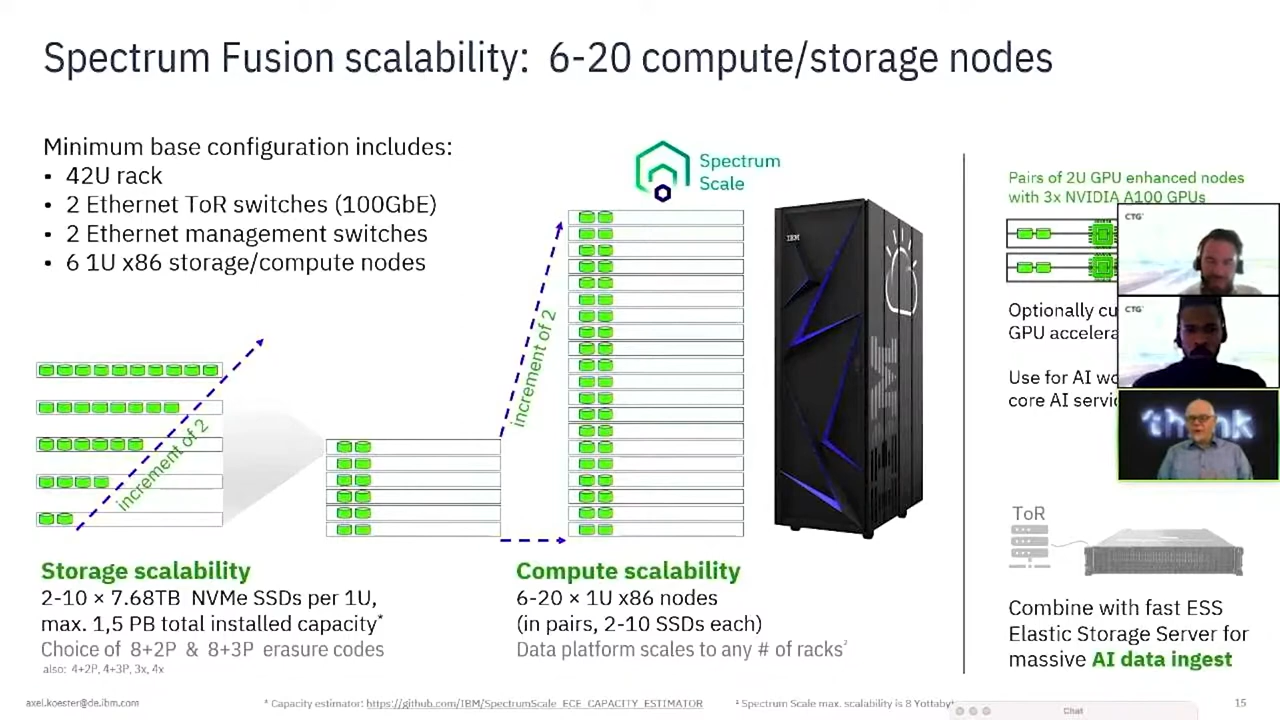 Spectrum Fusion scalability: 6-20 compute/storage nodes
Minimum base configuration includes:
▪ 42U rack
▪ 2 Ethernet ToR switches (100GbE)
▪ 2 Ethernet management switches
▪ 6 1U x86 storage/compute nodes
increment of 2
Storage scalability
2-10 × 7.68TB NVMe SSDs per 1U,
max. 1,5 PB total installed capacity*
Choice of 8+2P & 8+3P erasure codes
also: 4+2P, 4+3P, 3x, 4x
Spectrum
Scale
increment of 2
IBM
IBM
Compute scalability
6-20 × 1U x86 nodes
(in pairs, 2-10 SSDs each)
Data platform scales to any # of racks
Pairs of 2U GPU enhanced nodes
with 3x NVIDIA A100 GPUs
CTG
CTG
think
Optionally
GPU
Use for AI
core AI
ToR
Combine with fast ESS
Elastic Storage Server for
massive AI data ingest
axel.koester@de.ibm.com
* Capacity estimator: https://github.com/IBM/SpectrumScale_ECE_CAPACITY_ESTIMATOR
Spectrum Scale max. scalability is 8
15
Chat